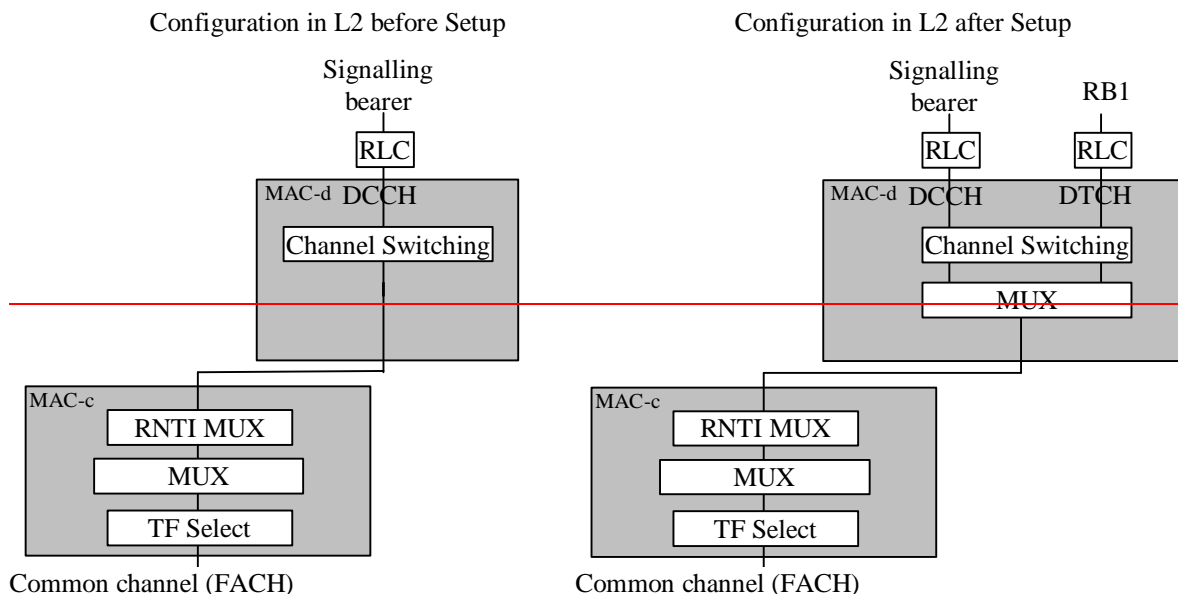 Configuration in L2 before Setup
Signalling
bearer
RLC
MAC-d DCCH
Channel Switching
MAC-c
RNTI MUX
MUX
TF Select
Common channel (FACH)
Configuration in L2 after Setup
Signalling
bearer
RB1
RLC RLC
MAC-d DCCH DTCH
Channel Switching
MUX
MAC-c
RNTI MUX
MUX
TF Select
Common channel (FACH)